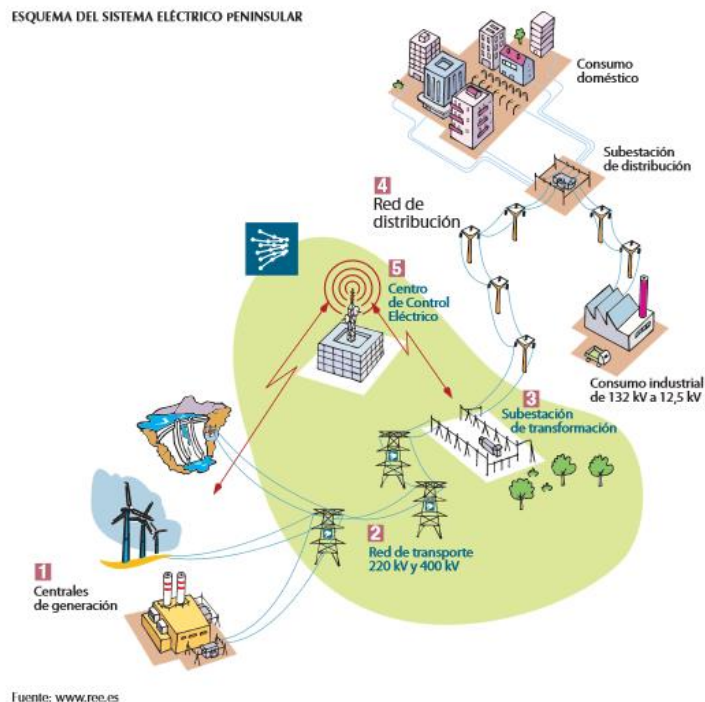 ESQUEMA DEL SISTEMA ELÉCTRICO PENINSULAR
Consumo
doméstico
Subestación
de distribución
4
Red de
distribución
5
Centro
de Control
Eléctrico
Consumo industrial
de 132 kV a 12,5 kV
3
Subestación
de transformación
2
Red de transporte
220 kV y 400 kV
1
Centrales
de generación
Fuente: www.ree.es